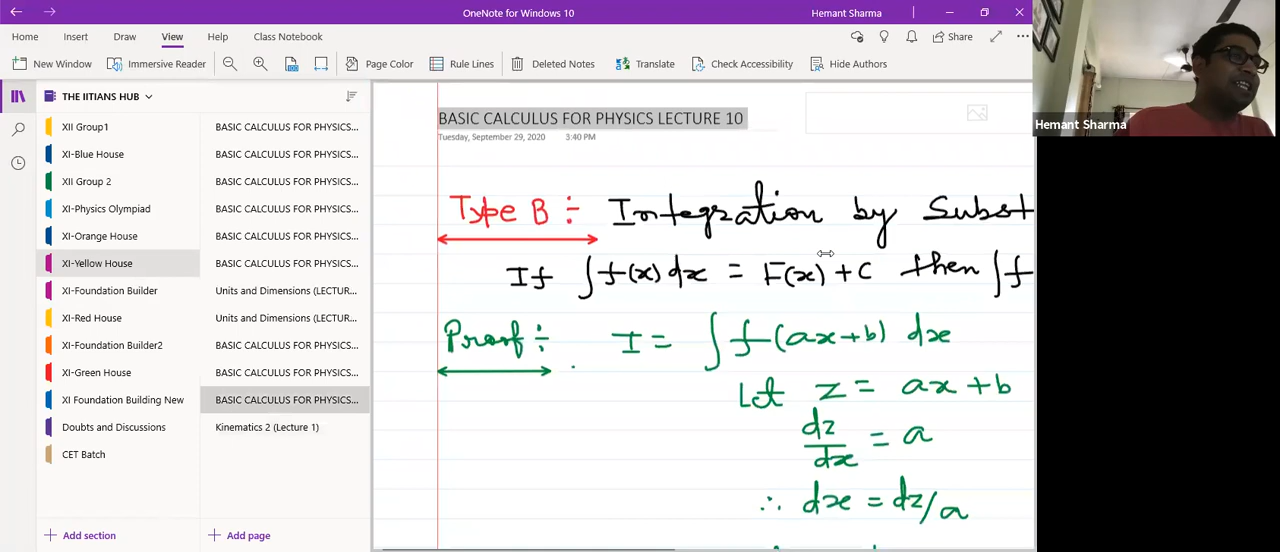 OneNote for Windows 10
Hemant Sharma
Home Insert Draw View Help Class Notebook
Share
New Window Immersive Reader Page Color Rule Lines Deleted Notes Translate Check Accessibility Hide Authors
THE IITIANS HUB
XII Group1
XI-Blue House
XII Group 2
XI-Physics Olympiad
XI-Orange House
XI-Yellow House
XI-Foundation Builder
XI-Red House
XI-Foundation Builder2
XI-Green House
XI Foundation Building New
Doubts and Discussions
CET Batch
Add section
BASIC CALCULUS FOR PHYSICS...
BASIC CALCULUS FOR PHYSICS...
BASIC CALCULUS FOR PHYSICS...
BASIC CALCULUS FOR PHYSICS...
BASIC CALCULUS FOR PHYSICS...
BASIC CALCULUS FOR PHYSICS...
Units and Dimensions (LECTUR...
Units and Dimensions (LECTUR...
BASIC CALCULUS FOR PHYSICS...
BASIC CALCULUS FOR PHYSICS...
BASIC CALCULUS FOR PHYSICS...
Kinematics 2 (Lecture 1)
Add page
BASIC CALCULUS FOR PHYSICS LECTURE 10
Tuesday, September 29, 2020 3:40 PM
Type B ÷ Integration by Subst
If ∫f(x) dx = F(x) + C then ∫f
Proof ÷ I = ∫ f(ax+b) dx
Let z = ax + b
dz/dx = a
∴ dx = dz/a
Hemant Sharma